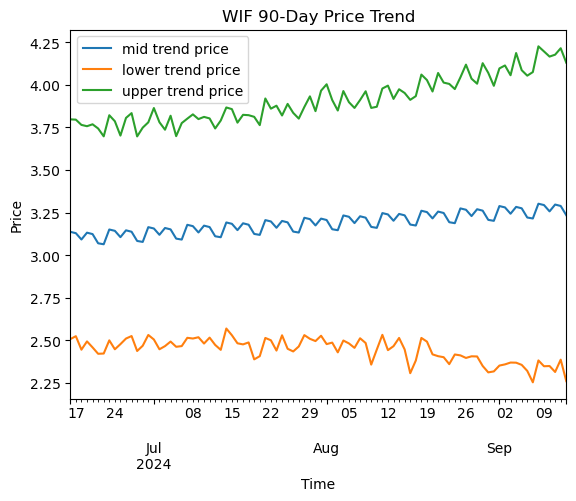 WIF 90-Day Price Trend
mid trend price
lower trend price
upper trend price
4.25
4.00
3.75
3.50
3.25
3.00
2.75
2.50
2.25
Price
17 24 08 15 22 29 05 12 19 26 02 09
Jul Aug Sep
2024
Time